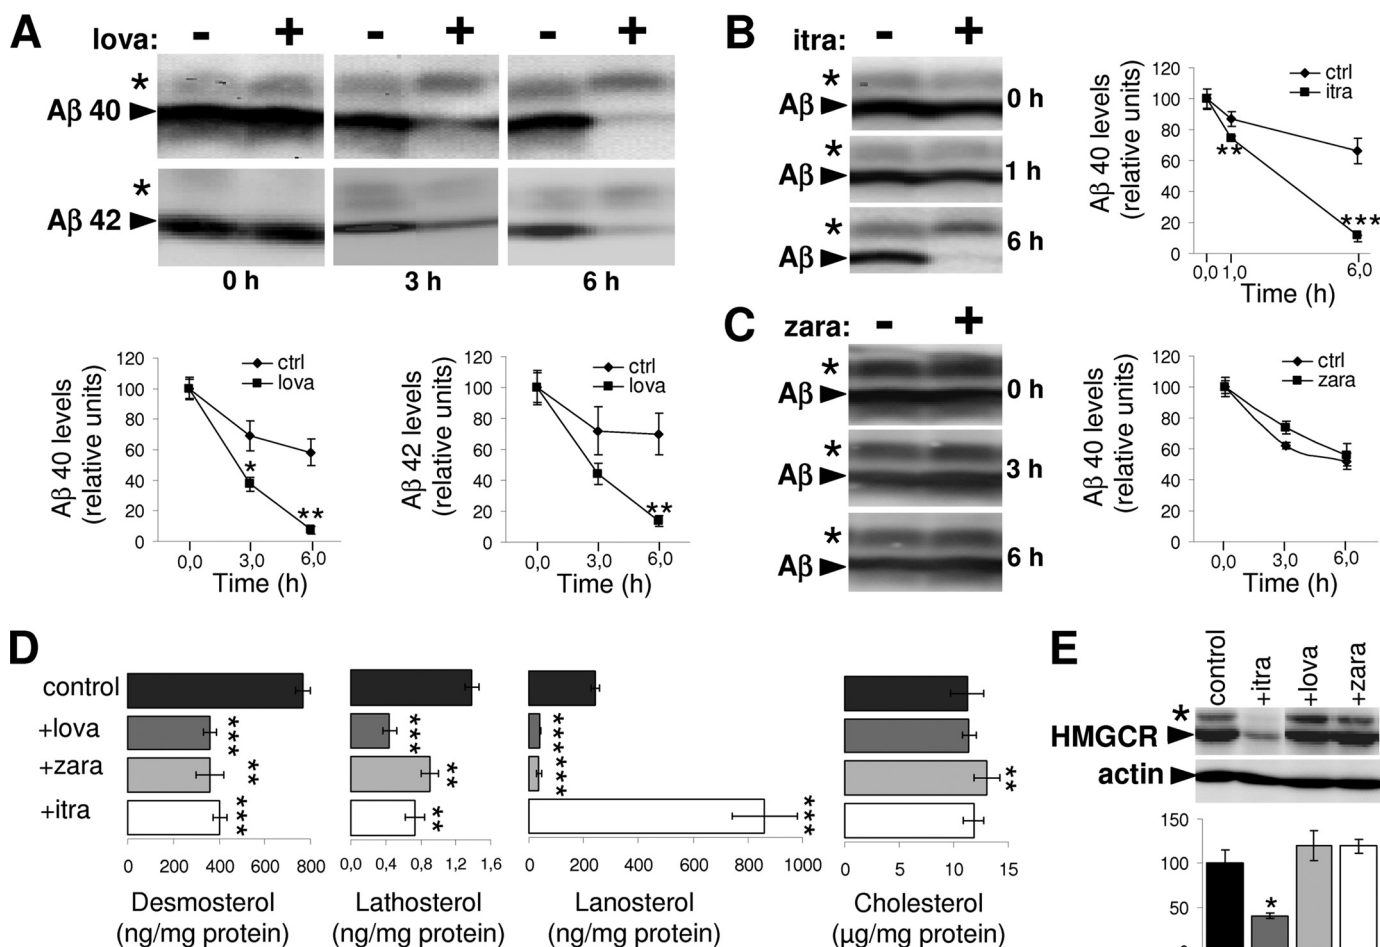 A
lova: - + - + - +
*
Aβ 40
*
Aβ 42
0 h 3 h 6 h
120
100
80
60
40
20
0
Aβ 40 levels
(relative units)
ctrl
lova
*
**
0,0 3,0 6,0
Time (h)
120
100
80
60
40
20
0
Aβ 42 levels
(relative units)
ctrl
lova
**
0,0 3,0 6,0
Time (h)
B
itra: - +
*
Aβ
0 h
*
Aβ
1 h
*
Aβ
6 h
120
100
80
60
40
20
0
Aβ 40 levels
(relative units)
ctrl
itra
**
***
0,0 1,0 6,0
Time (h)
C
zara: - +
*
Aβ
0 h
*
Aβ
3 h
*
Aβ
6 h
120
100
80
60
40
20
0
Aβ 40 levels
(relative units)
ctrl
zara
0,0 3,0 6,0
Time (h)
D
control
+lova
+zara
+itra
***
**
***
0 200 400 600 800
Desmosterol
(ng/mg protein)
***
**
**
0,0 0,4 0,8 1,2 1,6
Lathosterol
(ng/mg protein)
***
***
***
0 200 400 600 800 1000
Lanosterol
(ng/mg protein)
**
0 5 10 15
Cholesterol
(µg/mg protein)
E
control
+itra
+lova
+zara
*
HMGCR
actin
150
100
50
*